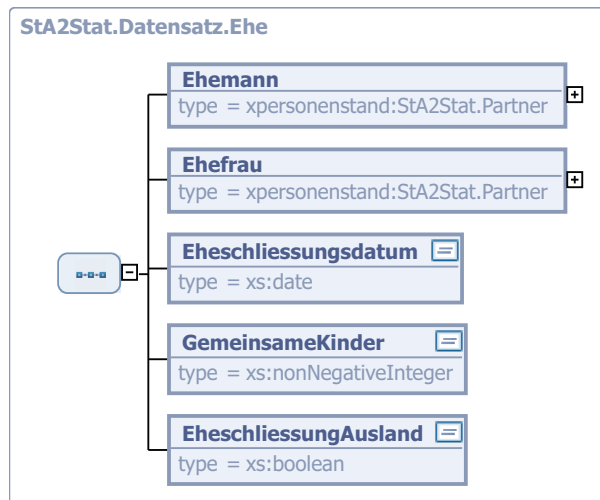 StA2Stat.Datensatz.Ehe
Ehemann
type = xpersonenstand:StA2Stat.Partner
Ehefrau
type = xpersonenstand:StA2Stat.Partner
Eheschliessungsdatum
type = xs:date
GemeinsameKinder
type = xs:nonNegativeInteger
EheschliessungAusland
type = xs:boolean